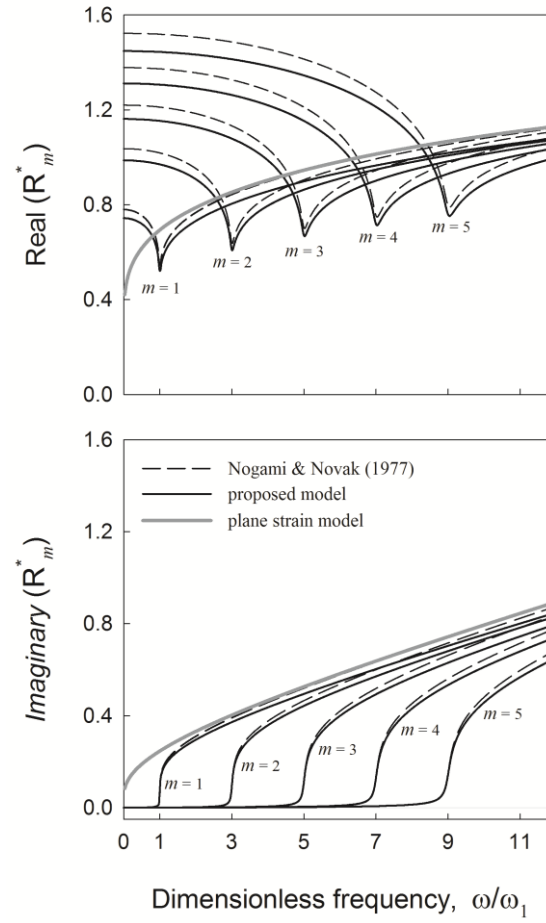 1.6
1.2
0.8
0.4
0.0
Real (R*m)
m = 1
m = 2
m = 3
m = 4
m = 5
1.6
1.2
0.8
0.4
0.0
Imaginary (R*m)
Nogami & Novak (1977)
proposed model
plane strain model
m = 1
m = 2
m = 3
m = 4
m = 5
0 1 3 5 7 9 11
Dimensionless frequency, ω/ω1